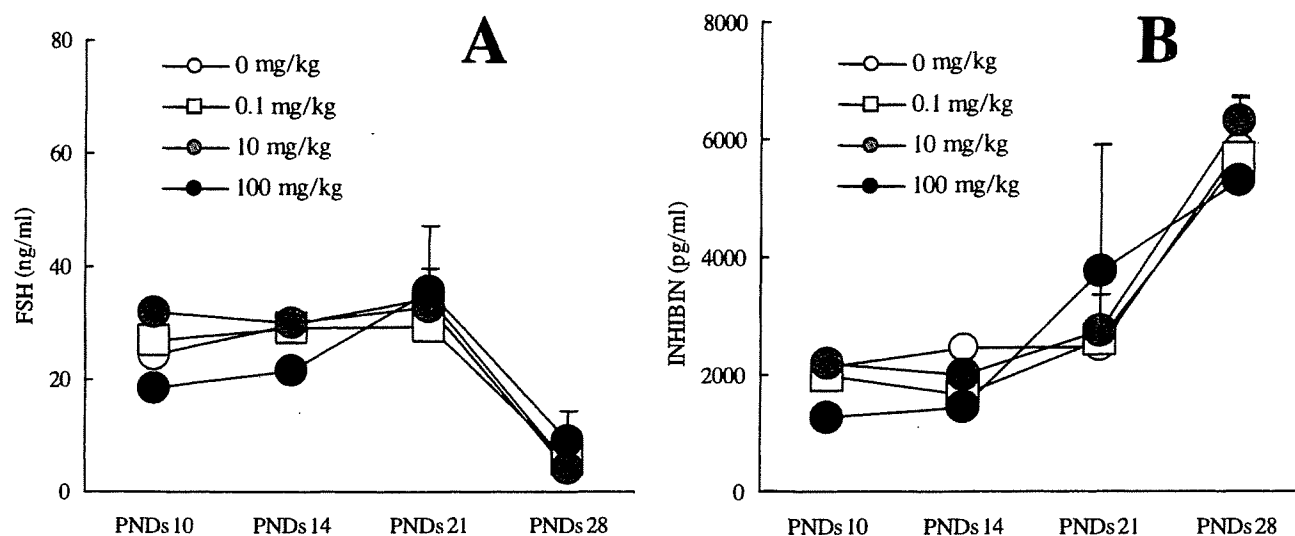 A
80
60
40
20
0
FSH (ng/ml)
0 mg/kg
0.1 mg/kg
10 mg/kg
100 mg/kg
PNDs 10 PNDs 14 PNDs 21 PNDs 28
B
8000
6000
4000
2000
0
INHIBIN (pg/ml)
0 mg/kg
0.1 mg/kg
10 mg/kg
100 mg/kg
PNDs 10 PNDs 14 PNDs 21 PNDs 28